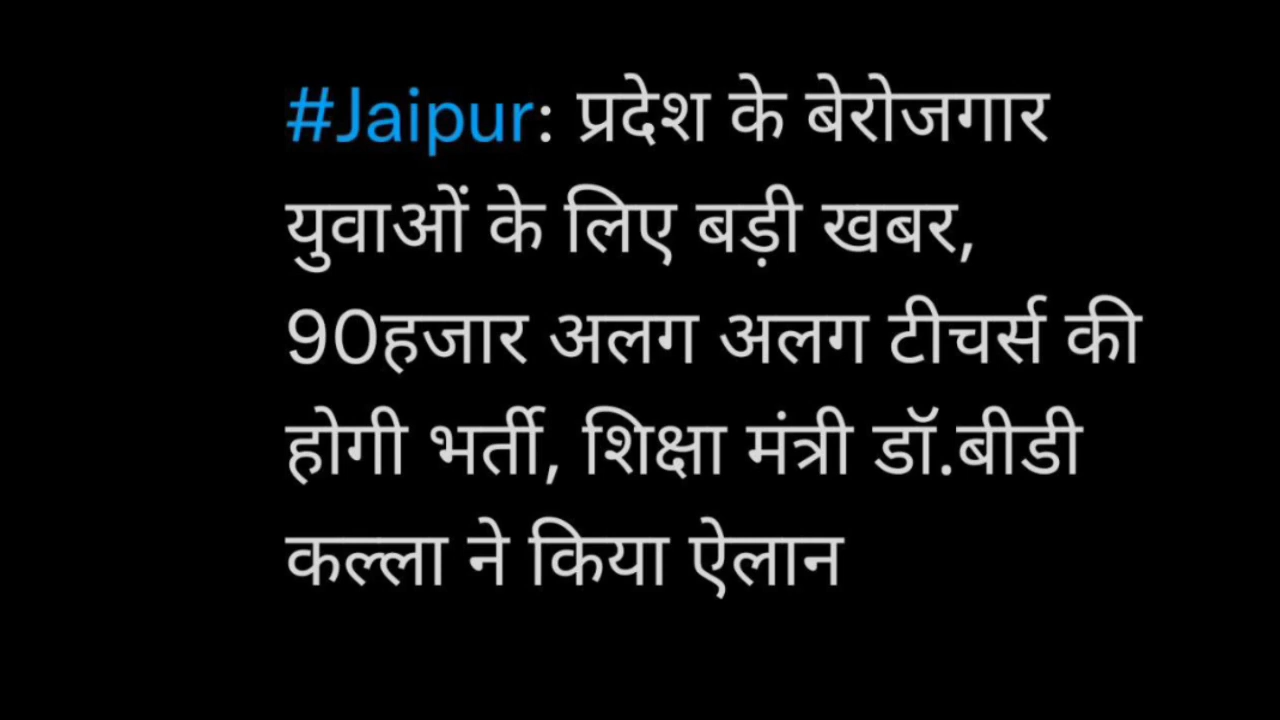 #Jaipur: प्रदेश के बेरोजगार
युवाओं के लिए बड़ी खबर,
90हजार अलग अलग टीचर्स की
होगी भर्ती, शिक्षा मंत्री डॉ.बीडी
कल्ला ने किया ऐलान